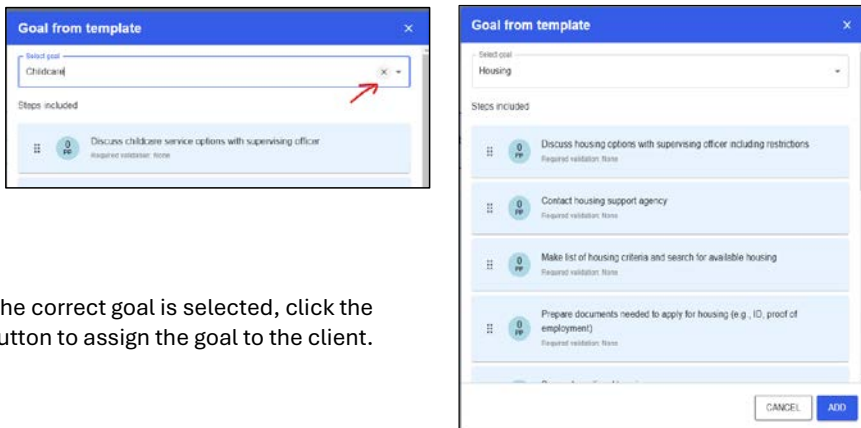 Goal from template
Select goal
Childcare
Steps included
0
PP
Discuss childcare service options with supervising officer
Required validation: None
he correct goal is selected, click the
utton to assign the goal to the client.
Goal from template
Select goal
Housing
Steps included
0
PP
Discuss housing options with supervising officer including restrictions
Required validation: None
0
PP
Contact housing support agency
Required validation: None
0
PP
Make list of housing criteria and search for available housing
Required validation: None
0
PP
Prepare documents needed to apply for housing (e.g., ID, proof of
employment)
Required validation: None
CANCEL
ADD